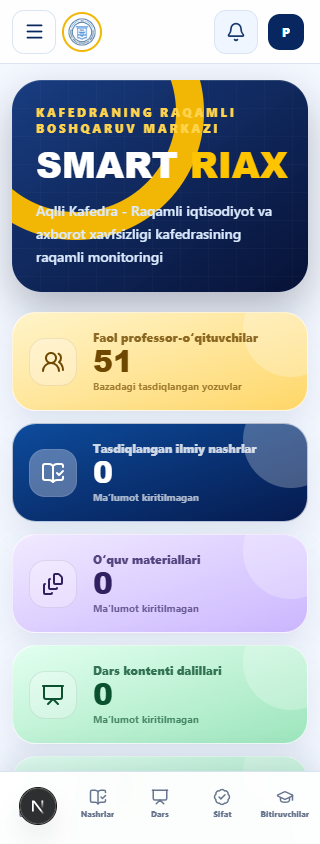 P
KAFEDRANING RAQAMLI
BOSHQARUV MARKAZI
SMART RIAX
Aqlli Kafedra - Raqamli iqtisodiyot va
axborot xavfsizligi kafedrasining
raqamli monitoringi
Faol professor-o‘qituvchilar
51
Bazadagi tasdiqlangan yozuvlar
Tasdiqlangan ilmiy nashrlar
0
Ma’lumot kiritilmagan
O‘quv materiallari
0
Ma’lumot kiritilmagan
Dars kontenti dalillari
0
Ma’lumot kiritilmagan
N
Nashrlar
Dars
Sifat
Bitiruvchilar